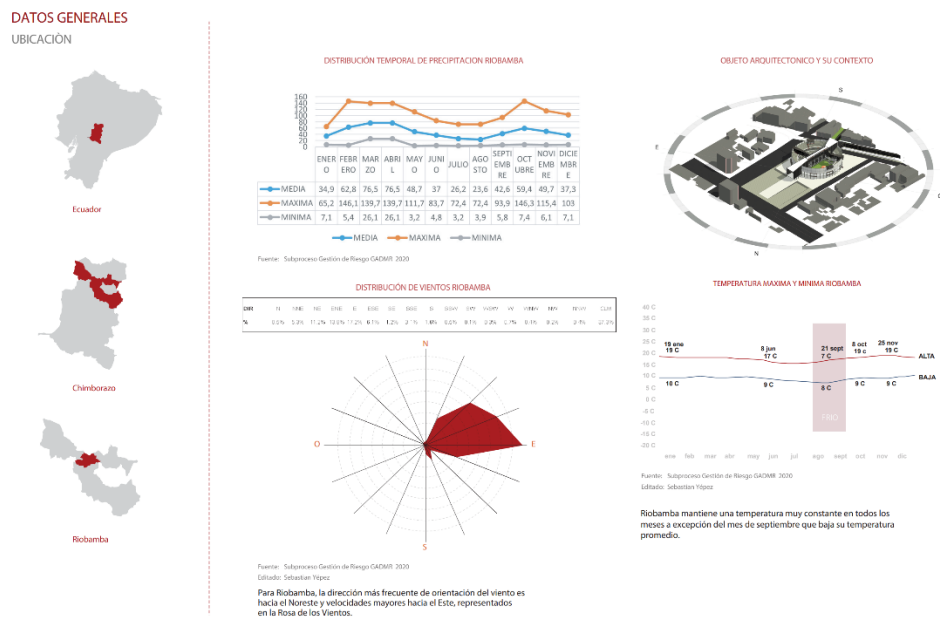 DATOS GENERALES
UBICACIÒN
Ecuador
Chimborazo
Riobamba
DISTRIBUCIÓN TEMPORAL DE PRECIPITACION RIOBAMBA
160
140
120
100
80
60
40
20
0
ENERO FEBRERO MARZO ABRIL MAYO JUNIO JULIO AGOSTO SEPTIEMBRE OCTUBRE NOVIEMBRE DICIEMBRE
MEDIA 34,9 62,8 76,5 76,5 48,7 37 26,2 23,6 42,6 59,4 49,7 37,3
MAXIMA 65,2 146,1 139,7 139,7 111,7 83,7 72,4 72,4 93,9 146,3 115,4 103
MINIMA 7,1 5,4 26,1 26,1 3,2 4,8 3,2 3,9 5,8 7,4 6,1 7,1
MEDIA MAXIMA MINIMA
Fuente: Subproceso Gestión de Riesgo GADMR 2020
DISTRIBUCIÓN DE VIENTOS RIOBAMBA
DIR N NNE NE ENE E ESE SE SSE S
%
N
O
E
S
Fuente: Subproceso Gestión de Riesgo GADMR 2020
Editado: Sebastian Yépez
Para Riobamba, la dirección más frecuente de orientación del viento es
hacia el Noreste y velocidades mayores hacia el Este, representados
en la Rosa de los Vientos.
OBJETO ARQUITECTONICO Y SU CONTEXTO
S
E
N
TEMPERATURA MAXIMA Y MINIMA RIOBAMBA
40 C
35 C
30 C
25 C
20 C
15 C
10 C
5 C
0 C
-5 C
-10 C
-15 C
-20 C
19 ene
19 C
8 jun
17 C
21 sept
7 C
8 oct
19 c
25 nov
19 C
ALTA
BAJA
10 C
9 C
8 C
9 C
9 C
FRIO
ene feb mar abr may jun jul ago sept oct nov dic
Fuente: Subproceso Gestión de Riesgo GADMR 2020
Editado: Sebastian Yépez
Riobamba mantiene una temperatura muy constante en todos los
meses a excepción del mes de septiembre que baja su temperatura
promedio.